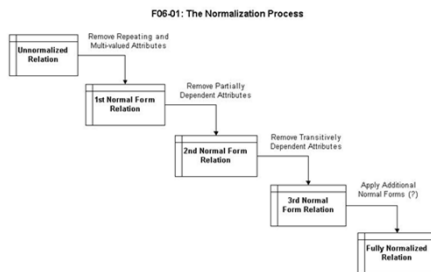 F06-01: The Normalization Process
Remove Repeating and
Multi-valued Attributes
Unnormalized
Relation
Remove Partially
Dependent Attributes
1st Normal Form
Relation
Remove Transitively
Dependent Attributes
2nd Normal Form
Relation
Apply Additional
Normal Forms (?)
3rd Normal
Form Relation
Fully Normalized
Relation